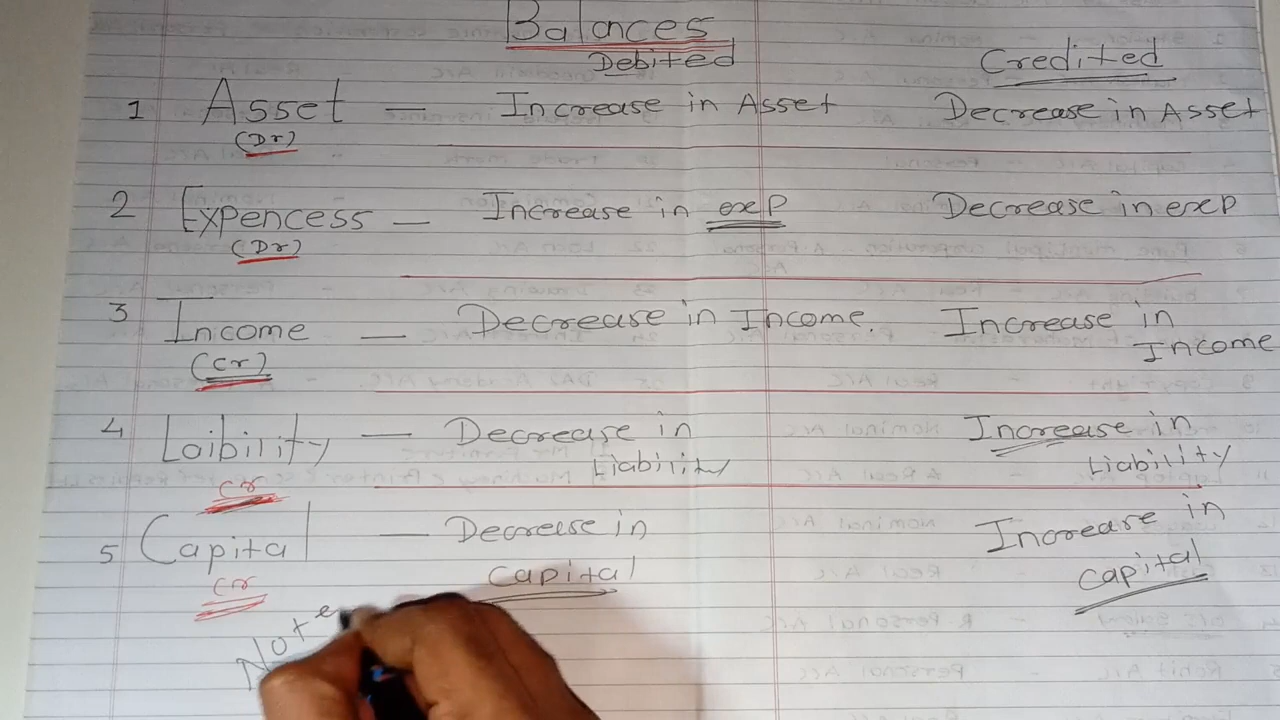 Balances
Debited Credited
1 Asset — Increase in Asset Decrease in Asset
(Dr)
2 Expencess — Increase in exp Decrease in exp
(Dr)
3 Income — Decrease in Income. Increase in
Income
(Cr)
4 Laibility — Decrease in Increase in
Liability Liability
Cr
5 Capital — Decrease in Increase in
Capital capital
Cr
Note